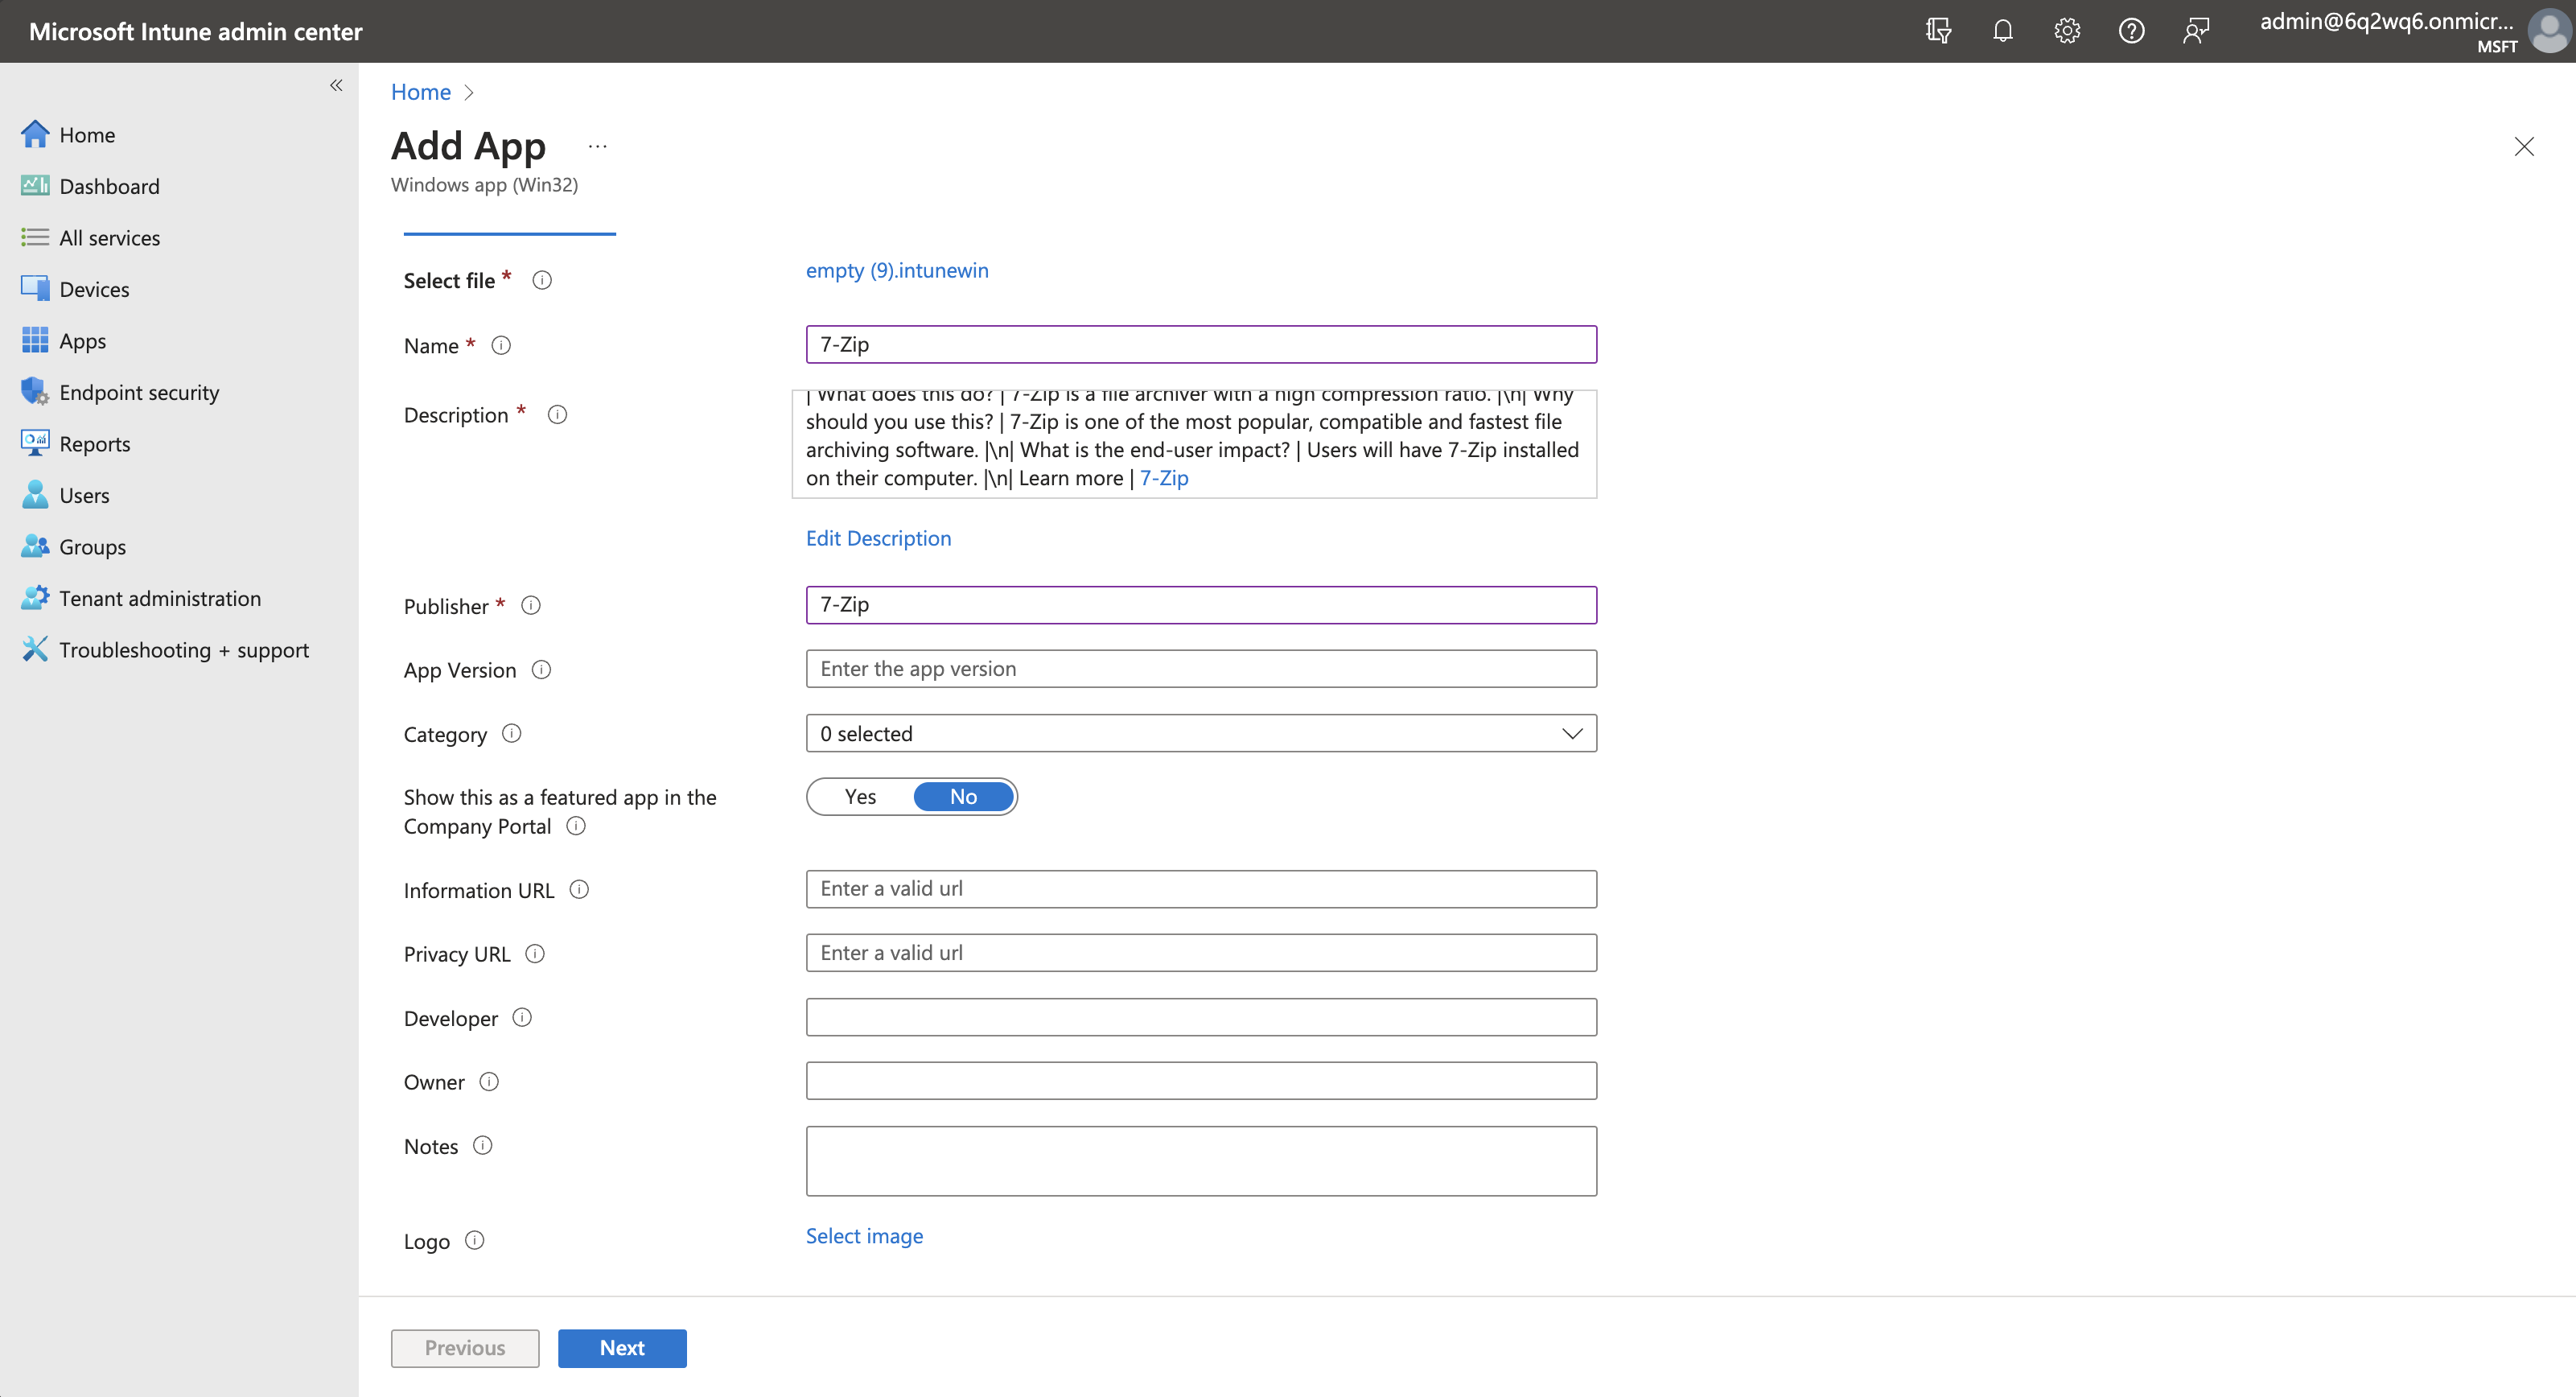 Microsoft Intune admin center
admin@6q2wq6.onmicr...
MSFT
Home
Dashboard
All services
Devices
Apps
Endpoint security
Reports
Users
Groups
Tenant administration
Troubleshooting + support
Home
Add App ...
Windows app (Win32)
Select file *
empty (9).intunewin
Name *
7-Zip
Description *
| What does this do? | 7-Zip is a file archiver with a high compression ratio. |\n| Why
should you use this? | 7-Zip is one of the most popular, compatible and fastest file
archiving software. |\n| What is the end-user impact? | Users will have 7-Zip installed
on their computer. |\n| Learn more | 7-Zip
Edit Description
Publisher *
7-Zip
App Version
Enter the app version
Category
0 selected
Show this as a featured app in the
Company Portal
Yes No
Information URL
Enter a valid url
Privacy URL
Enter a valid url
Developer
Owner
Notes
Logo
Select image
Previous
Next